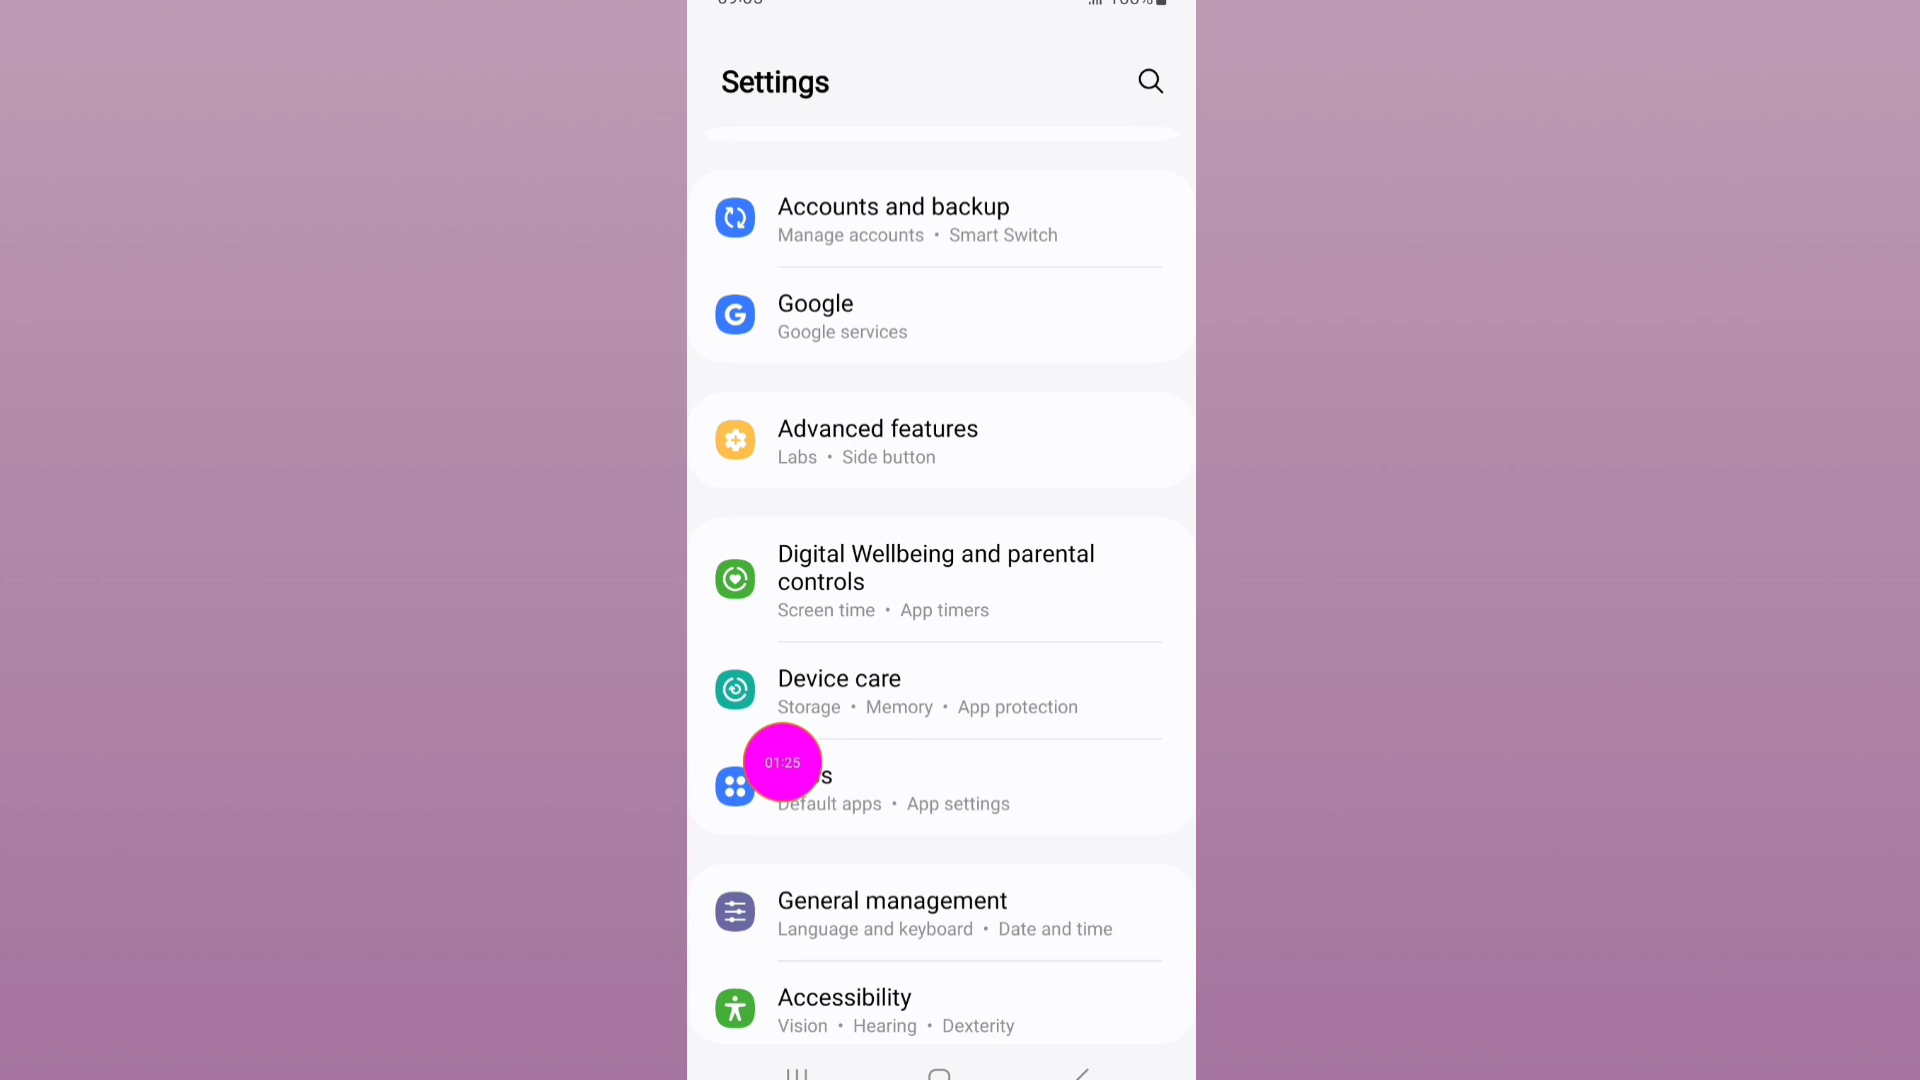 Settings
Accounts and backup
Manage accounts • Smart Switch
Google
Google services
Advanced features
Labs • Side button
Digital Wellbeing and parental
controls
Screen time • App timers
Device care
Storage • Memory • App protection
01:25
Default apps • App settings
General management
Language and keyboard • Date and time
Accessibility
Vision • Hearing • Dexterity